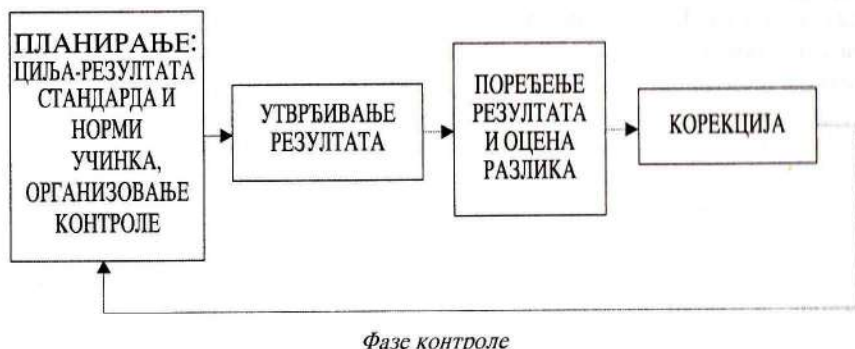 ПЛАНИРАЊЕ:
ЦИЉА-РЕЗУЛТАТА
СТАНДАРДА И
НОРМИ
УЧИНКА,
ОРГАНИЗОВАЊЕ
КОНТРОЛЕ
УТВРЂИВАЊЕ
РЕЗУЛТАТА
ПОРЕЂЕЊЕ
РЕЗУЛТАТА
И ОЦЕНА
РАЗЛИКА
КОРЕКЦИЈА
Фазе контроле